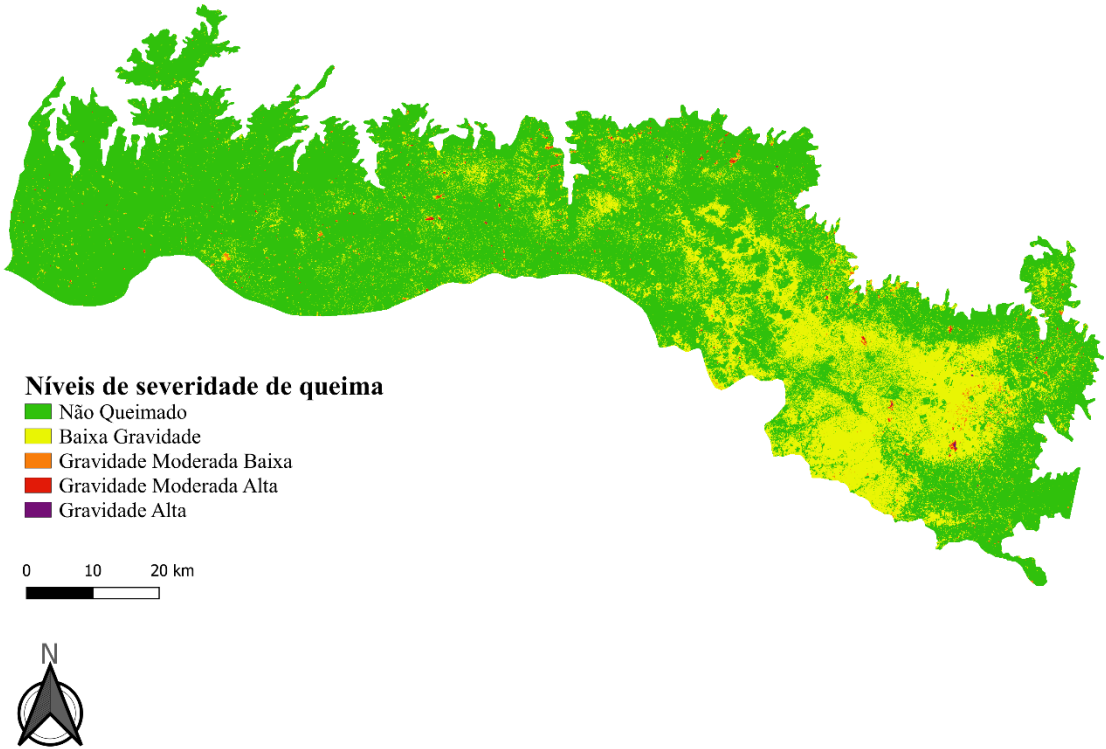 Níveis de severidade de queima
Não Queimado
Baixa Gravidade
Gravidade Moderada Baixa
Gravidade Moderada Alta
Gravidade Alta
0 10 20 km
N